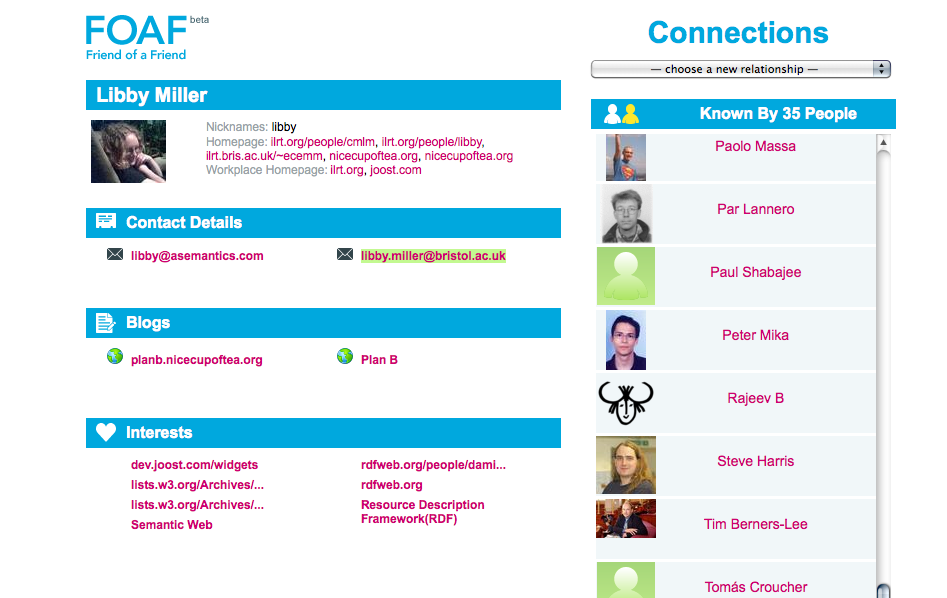 FOAF beta
Friend of a Friend
Libby Miller
Nicknames: libby
Homepage: ilrt.org/people/cmlm, ilrt.org/people/libby,
ilrt.bris.ac.uk/~ecemm, nicecupoftea.org, nicecupoftea.org
Workplace Homepage: ilrt.org, joost.com
Contact Details
libby@asemantics.com
libby.miller@bristol.ac.uk
Blogs
planb.nicecupoftea.org
Plan B
Interests
dev.joost.com/widgets
rdfweb.org/people/dami...
lists.w3.org/Archives/...
rdfweb.org
lists.w3.org/Archives/...
Resource Description
Framework(RDF)
Semantic Web
Connections
— choose a new relationship —
Known By 35 People
Paolo Massa
Par Lannero
Paul Shabajee
Peter Mika
Rajeev B
Steve Harris
Tim Berners-Lee
Tomás Croucher